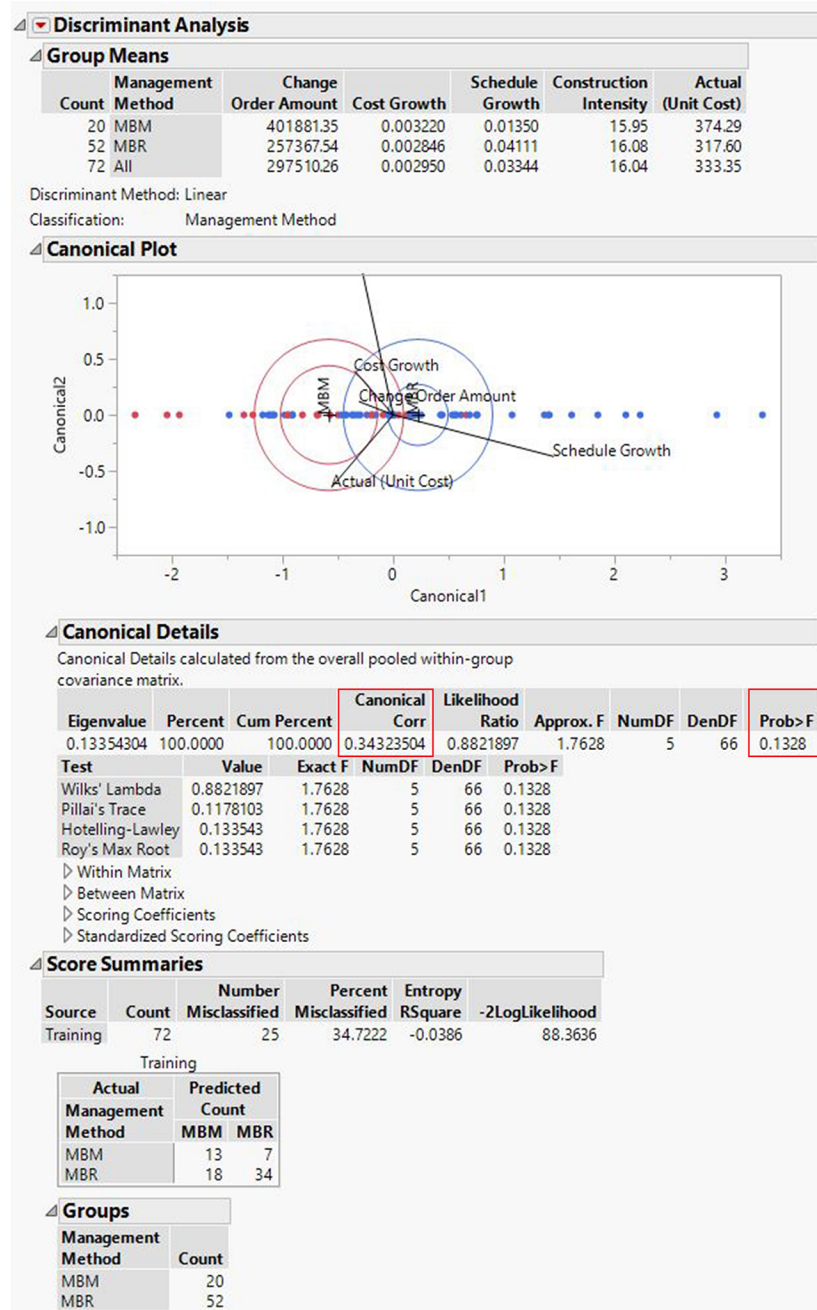 Discriminant Analysis
Group Means
Management Change Schedule Construction Actual
Count Method Order Amount Cost Growth Growth Intensity (Unit Cost)
20 MBM 401881.35 0.003220 0.01350 15.95 374.29
52 MBR 257367.54 0.002846 0.04111 16.08 317.60
72 All 297510.26 0.002950 0.03344 16.04 333.35
Discriminant Method: Linear
Classification: Management Method
Canonical Plot
1.0
0.5
0.0
-0.5
-1.0
Canonical2
Cost Growth
MBM
Change Order Amount
MBR
Schedule Growth
Actual (Unit Cost)
-2 -1 0 1 2 3
Canonical1
Canonical Details
Canonical Details calculated from the overall pooled within-group
covariance matrix.
Canonical Likelihood
Eigenvalue Percent Cum Percent Corr Ratio Approx. F NumDF DenDF Prob>F
0.13354304 100.0000 100.0000 0.34323504 0.8821897 1.7628 5 66 0.1328
Test Value Exact F NumDF DenDF Prob>F
Wilks' Lambda 0.8821897 1.7628 5 66 0.1328
Pillai's Trace 0.1178103 1.7628 5 66 0.1328
Hotelling-Lawley 0.133543 1.7628 5 66 0.1328
Roy's Max Root 0.133543 1.7628 5 66 0.1328
Within Matrix
Between Matrix
Scoring Coefficients
Standardized Scoring Coefficients
Score Summaries
Number Percent Entropy
Source Count Misclassified Misclassified RSquare -2LogLikelihood
Training 72 25 34.7222 -0.0386 88.3636
Training
Actual Predicted
Management Count
Method MBM MBR
MBM 13 7
MBR 18 34
Groups
Management
Method Count
MBM 20
MBR 52